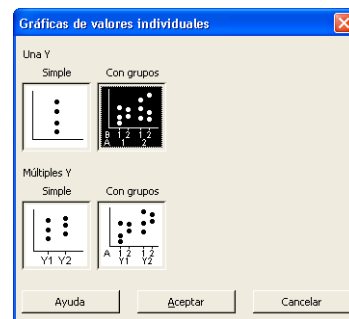 Gráficas de valores individuales
Una Y
Simple Con grupos
B 1 2 1 2
A 1 2
Múltiples Y
Simple Con grupos
Y1 Y2
A 1 2 1 2
Y1 Y2
Ayuda Aceptar Cancelar